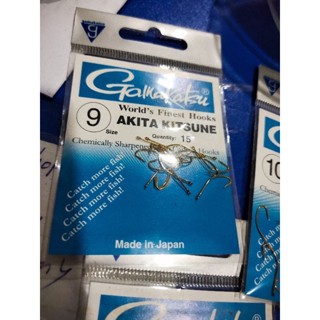 9
Gamakatsu
World's Finest Hooks
9
Size
AKITA KITSUNE
Quantity: 15
Chemically Sharpened Hooks
Catch more fish!
Catch more fish!
Catch more fish!
Catch more fish!
Made in Japan
10